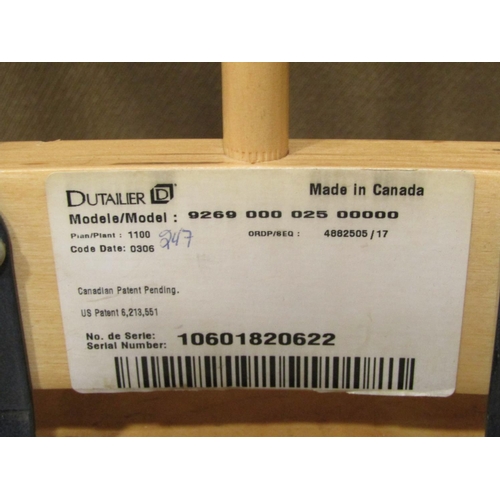 DUTAILIER D Made in Canada
Modele/Model : 9269 000 025 00000
Plan/Plant : 1100 ORDP/SEQ : 4882505 /17
Code Date: 0306 247
Canadian Patent Pending.
US Patent 6,213,551
No. de Serie:
Serial Number: 10601820622